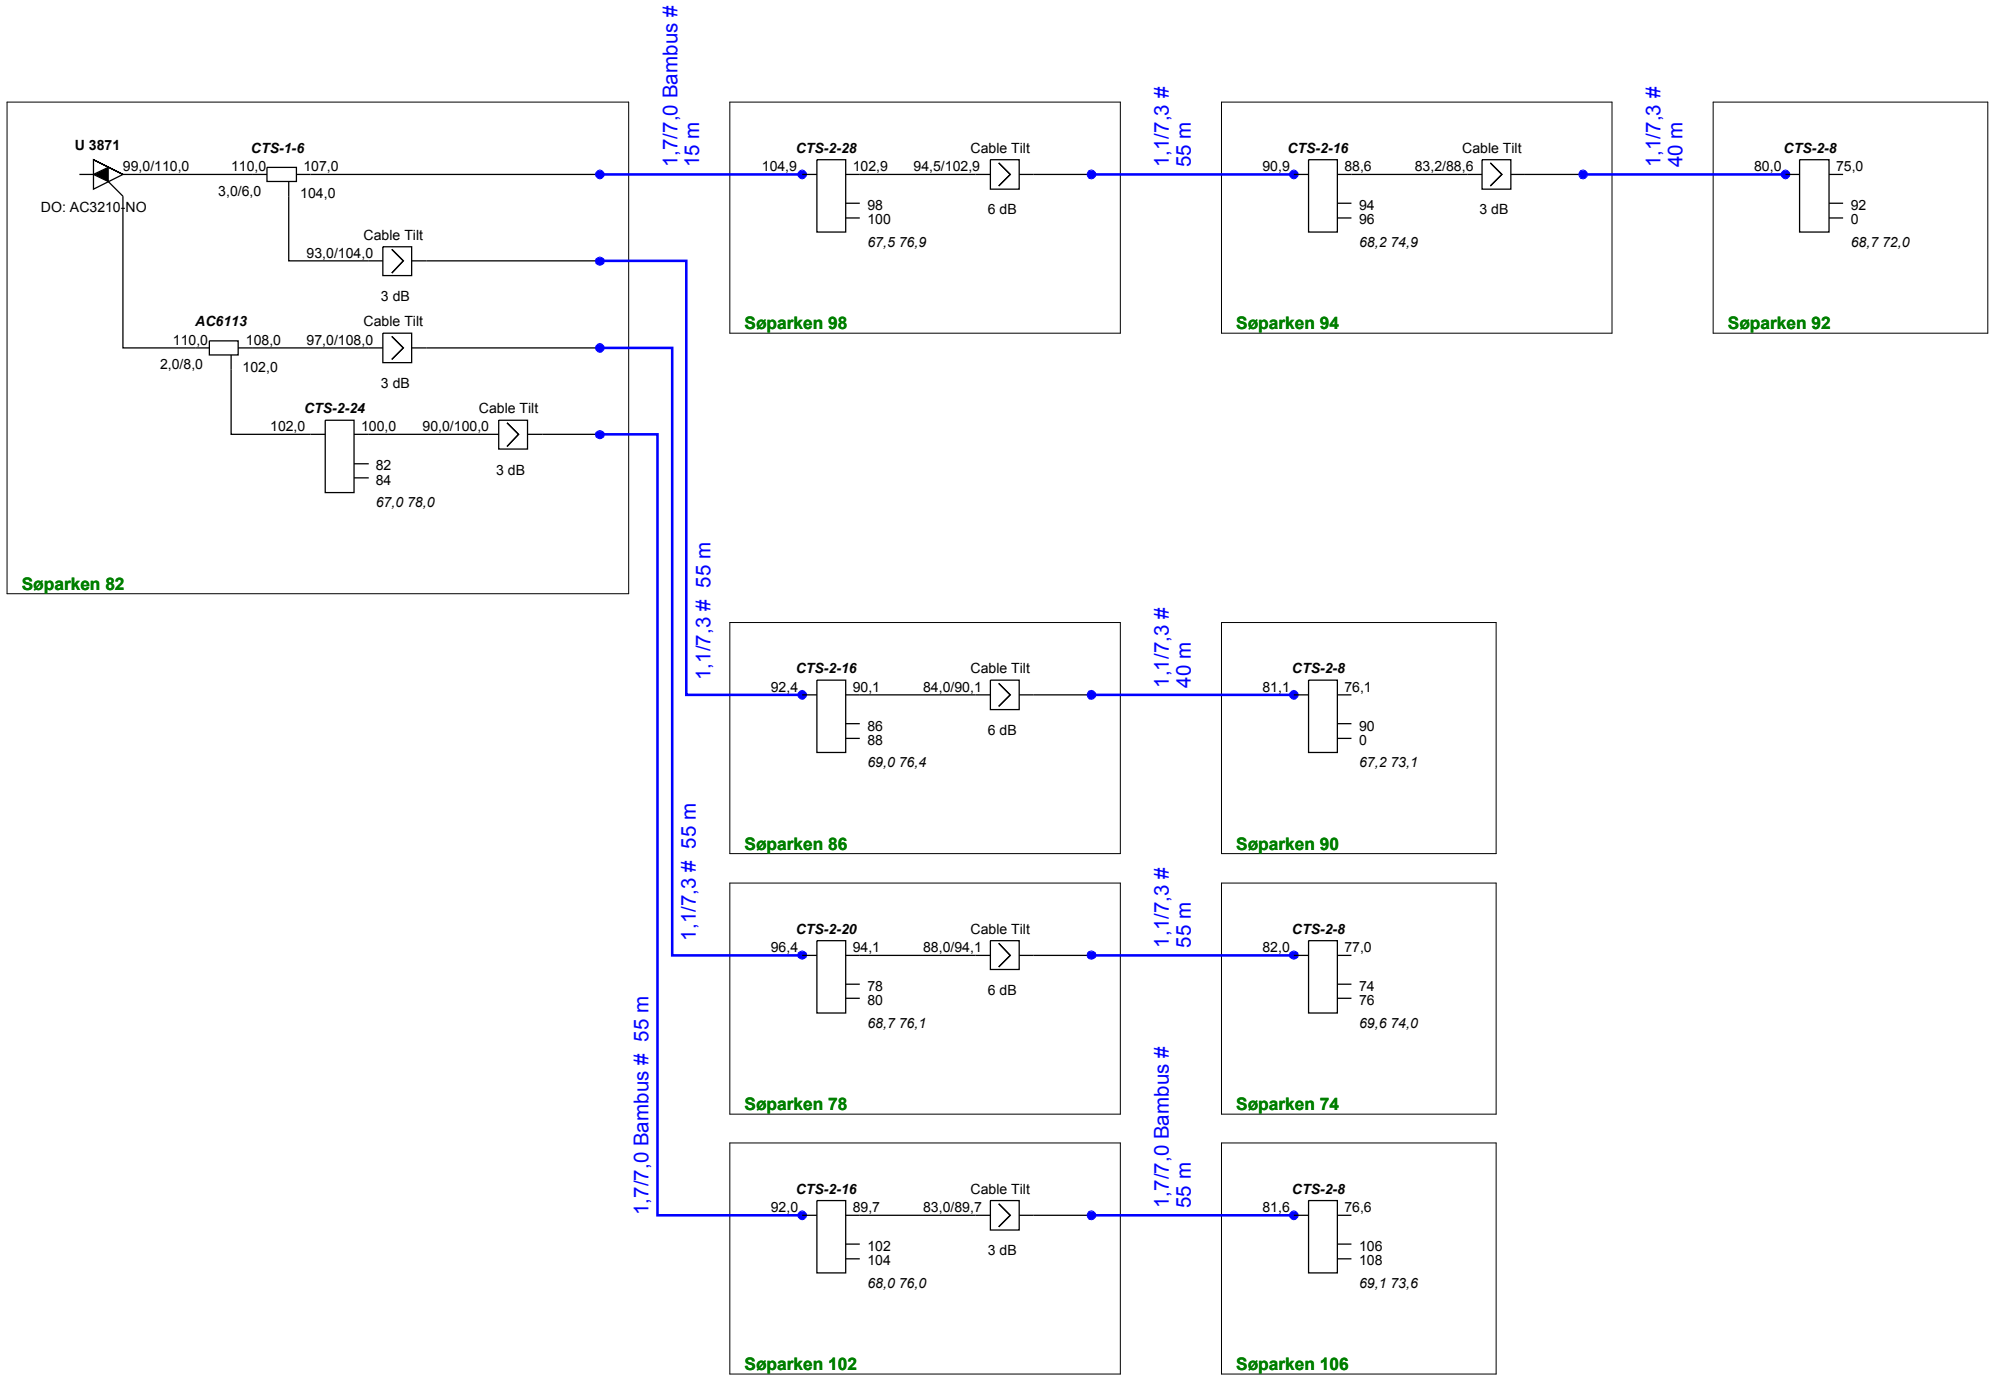 U 3871
99,0/110,0
DO: AC3210-NO
CTS-1-6
110,0
107,0
3,0/6,0
104,0
Cable Tilt
93,0/104,0
3 dB
AC6113
110,0
108,0
2,0/8,0
102,0
Cable Tilt
97,0/108,0
3 dB
CTS-2-24
102,0
100,0
82
84
67,0 78,0
Cable Tilt
90,0/100,0
3 dB
Søparken 82
1,7/7,0 Bambus #
15 m
CTS-2-28
104,9
102,9
98
100
67,5 76,9
Cable Tilt
94,5/102,9
6 dB
Søparken 98
1,1/7,3 #
55 m
CTS-2-16
90,9
88,6
94
96
68,2 74,9
Cable Tilt
83,2/88,6
3 dB
Søparken 94
1,1/7,3 #
40 m
CTS-2-8
80,0
75,0
92
0
68,7 72,0
Søparken 92
1,1/7,3 # 55 m
CTS-2-16
92,4
90,1
86
88
69,0 76,4
Cable Tilt
84,0/90,1
6 dB
Søparken 86
1,1/7,3 #
40 m
CTS-2-8
81,1
76,1
90
0
67,2 73,1
Søparken 90
1,1/7,3 # 55 m
CTS-2-20
96,4
94,1
78
80
68,7 76,1
Cable Tilt
88,0/94,1
6 dB
Søparken 78
1,1/7,3 #
55 m
CTS-2-8
82,0
77,0
74
76
69,6 74,0
Søparken 74
1,7/7,0 Bambus # 55 m
CTS-2-16
92,0
89,7
102
104
68,0 76,0
Cable Tilt
83,0/89,7
3 dB
Søparken 102
1,7/7,0 Bambus #
55 m
CTS-2-8
81,6
76,6
106
108
69,1 73,6
Søparken 106